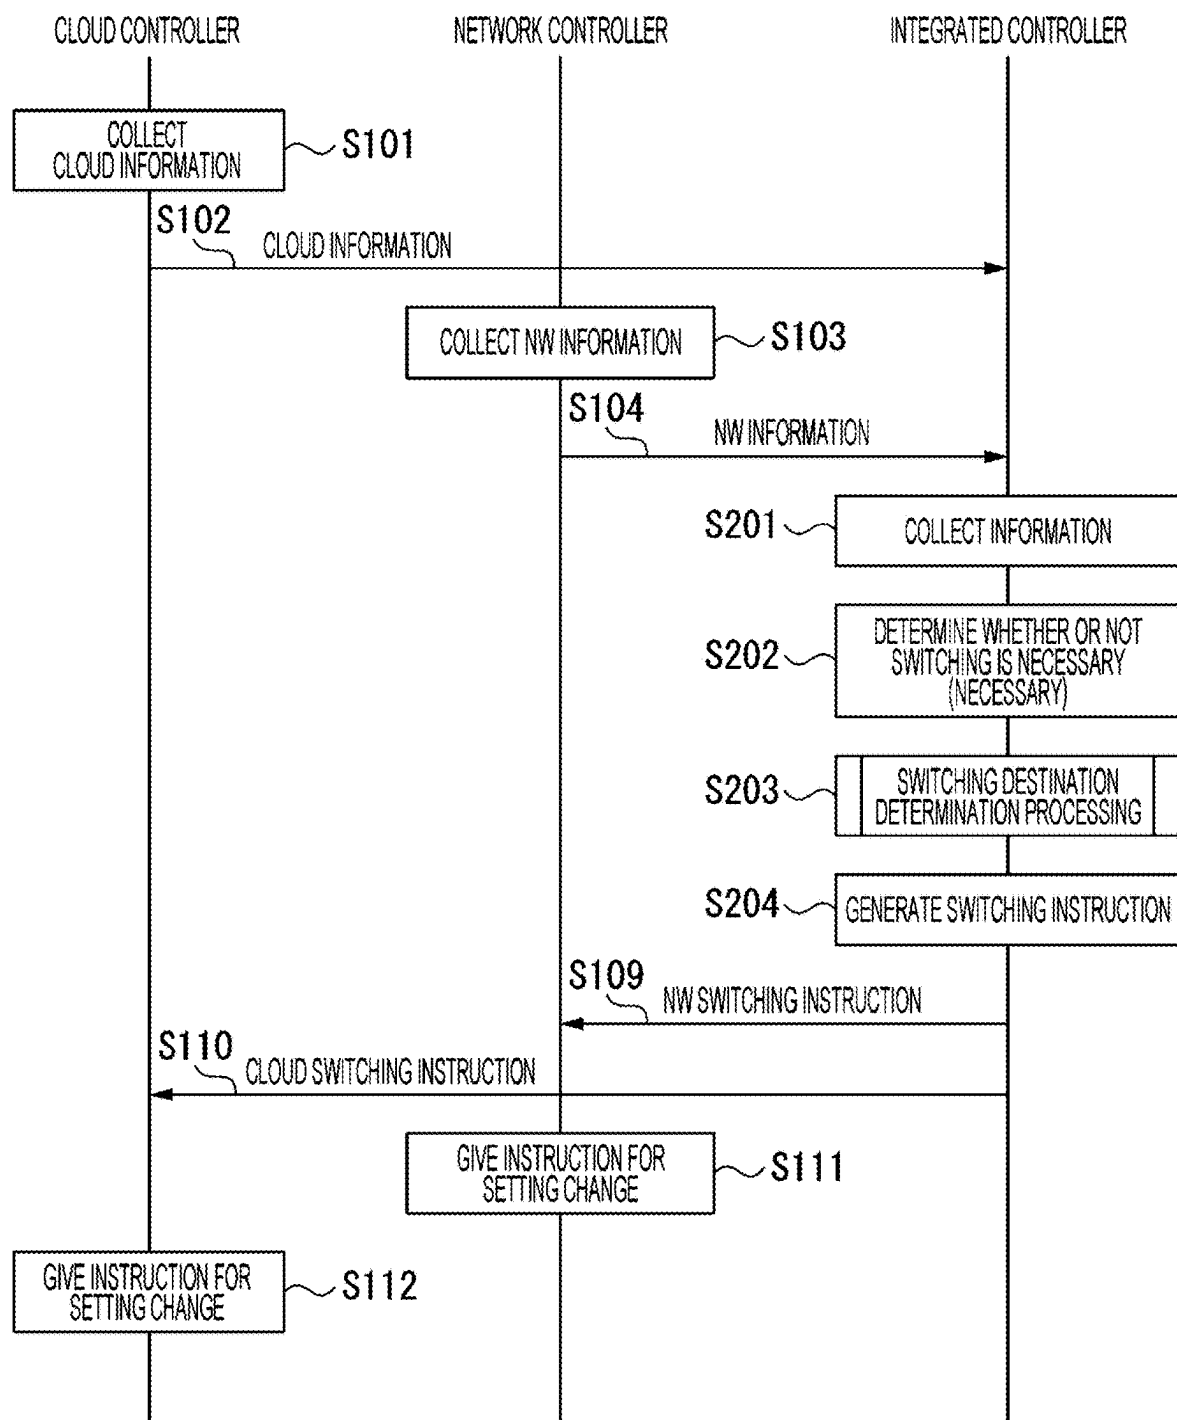 CLOUD CONTROLLER
NETWORK CONTROLLER
INTEGRATED CONTROLLER
COLLECT
CLOUD INFORMATION
S101
S102
CLOUD INFORMATION
COLLECT NW INFORMATION
S103
S104
NW INFORMATION
S201
COLLECT INFORMATION
S202
DETERMINE WHETHER OR NOT
SWITCHING IS NECESSARY
(NECESSARY)
S203
SWITCHING DESTINATION
DETERMINATION PROCESSING
S204
GENERATE SWITCHING INSTRUCTION
S109
NW SWITCHING INSTRUCTION
S110
CLOUD SWITCHING INSTRUCTION
GIVE INSTRUCTION FOR
SETTING CHANGE
S111
GIVE INSTRUCTION FOR
SETTING CHANGE
S112